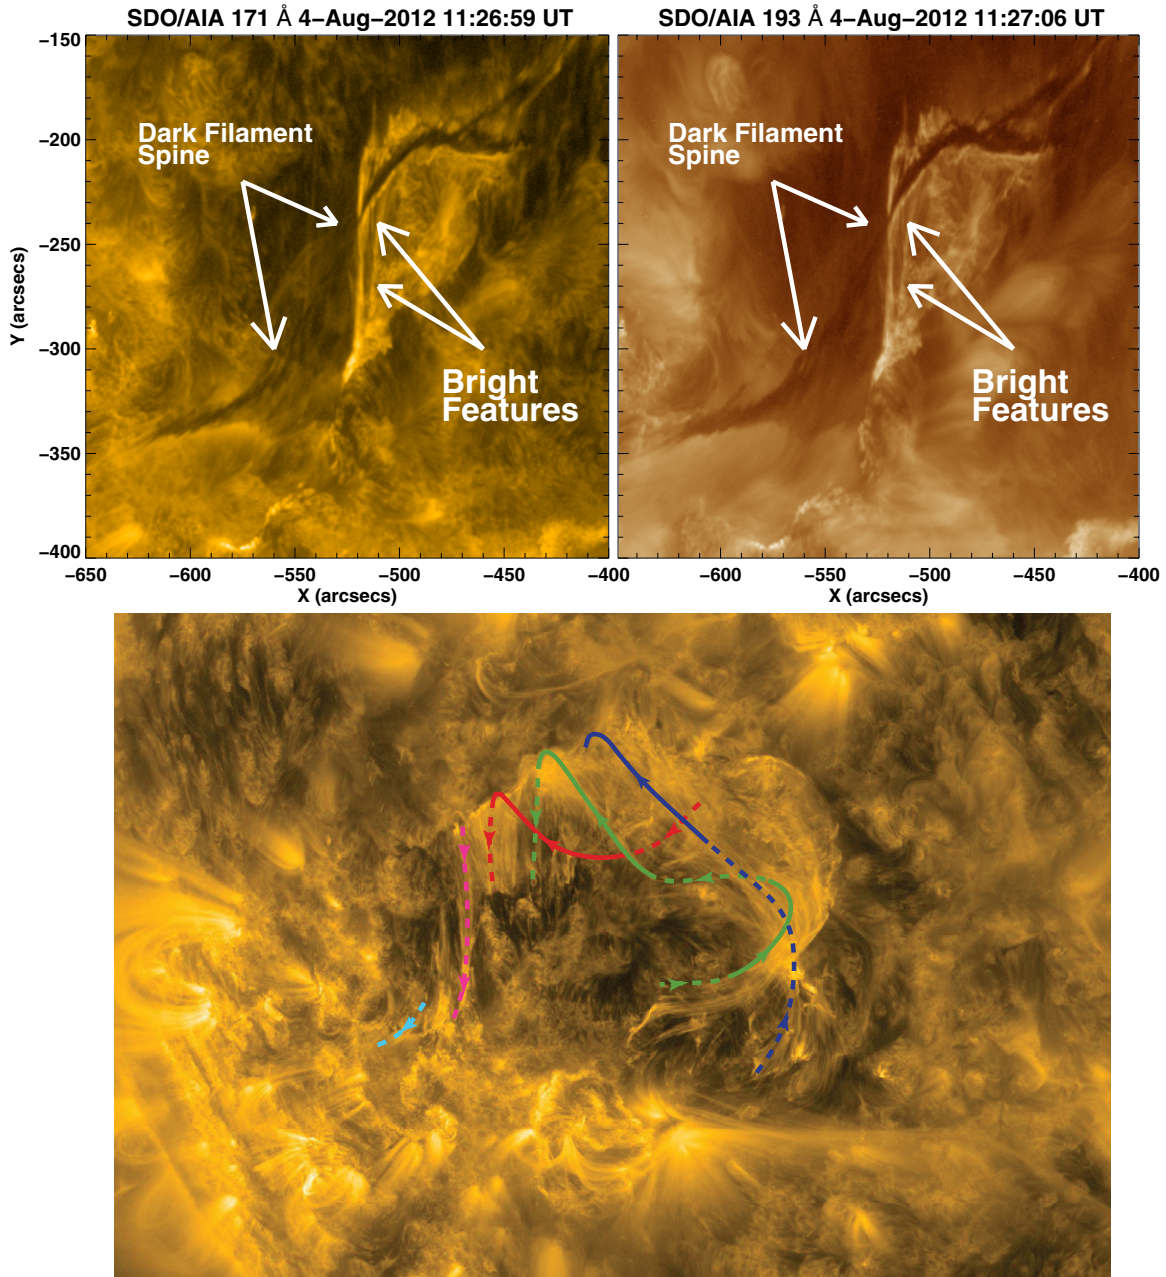 SDO/AIA 171 Å 4−Aug−2012 11:26:59 UT
SDO/AIA 193 Å 4−Aug−2012 11:27:06 UT
−150
−200
−250
−300
−350
−400
Y (arcsecs)
Dark Filament
Spine
Bright
Features
Dark Filament
Spine
Bright
Features
−650
−600
−550
−500
−450
−400
X (arcsecs)
−600
−550
−500
−450
−400
X (arcsecs)